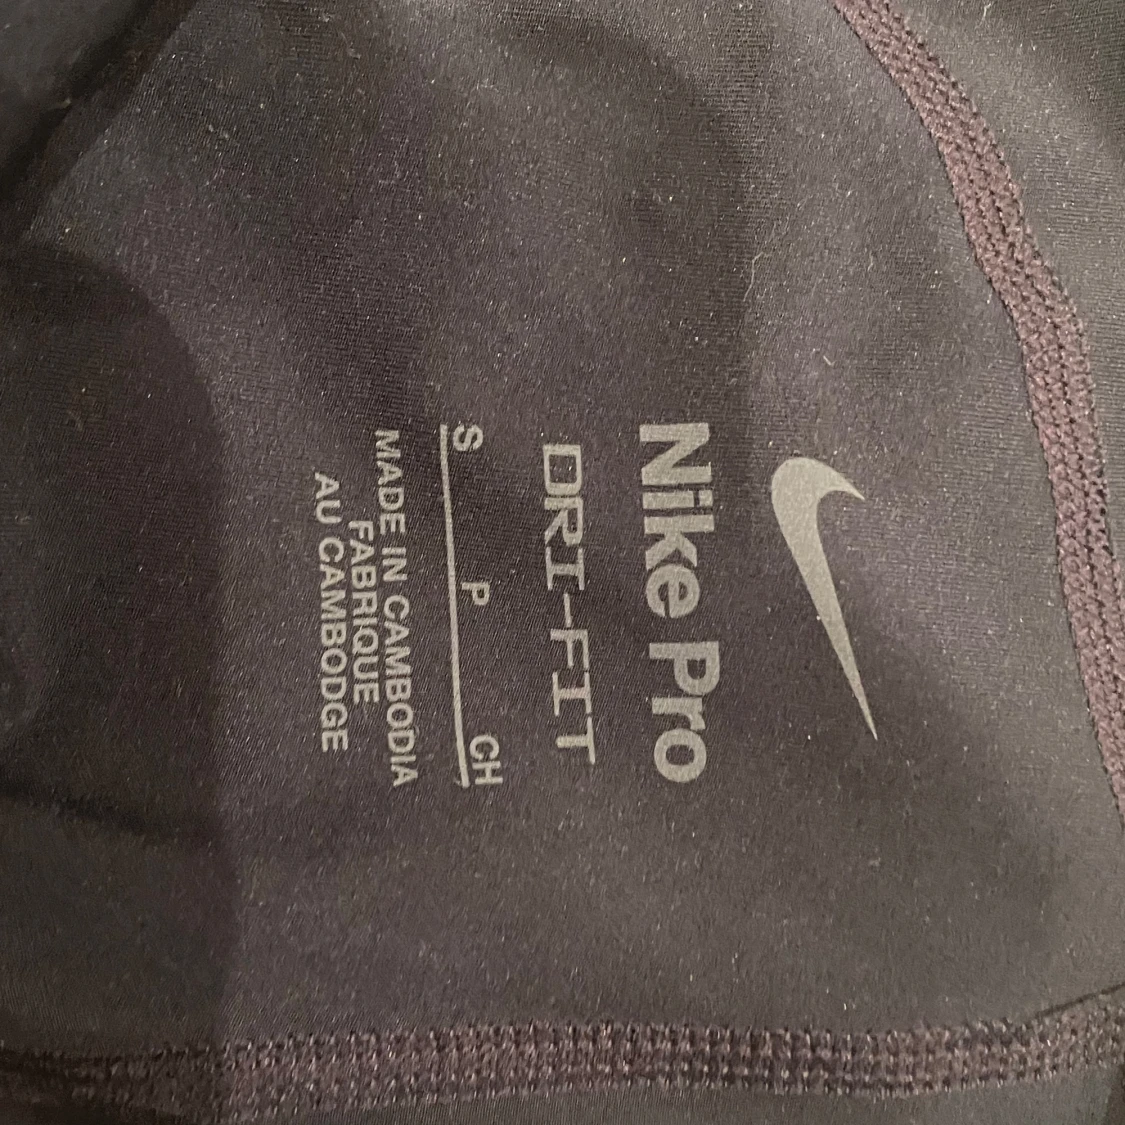 Nike Pro
DRI-FIT
S P CH
MADE IN CAMBODIA
FABRIQUE
AU CAMBODGE